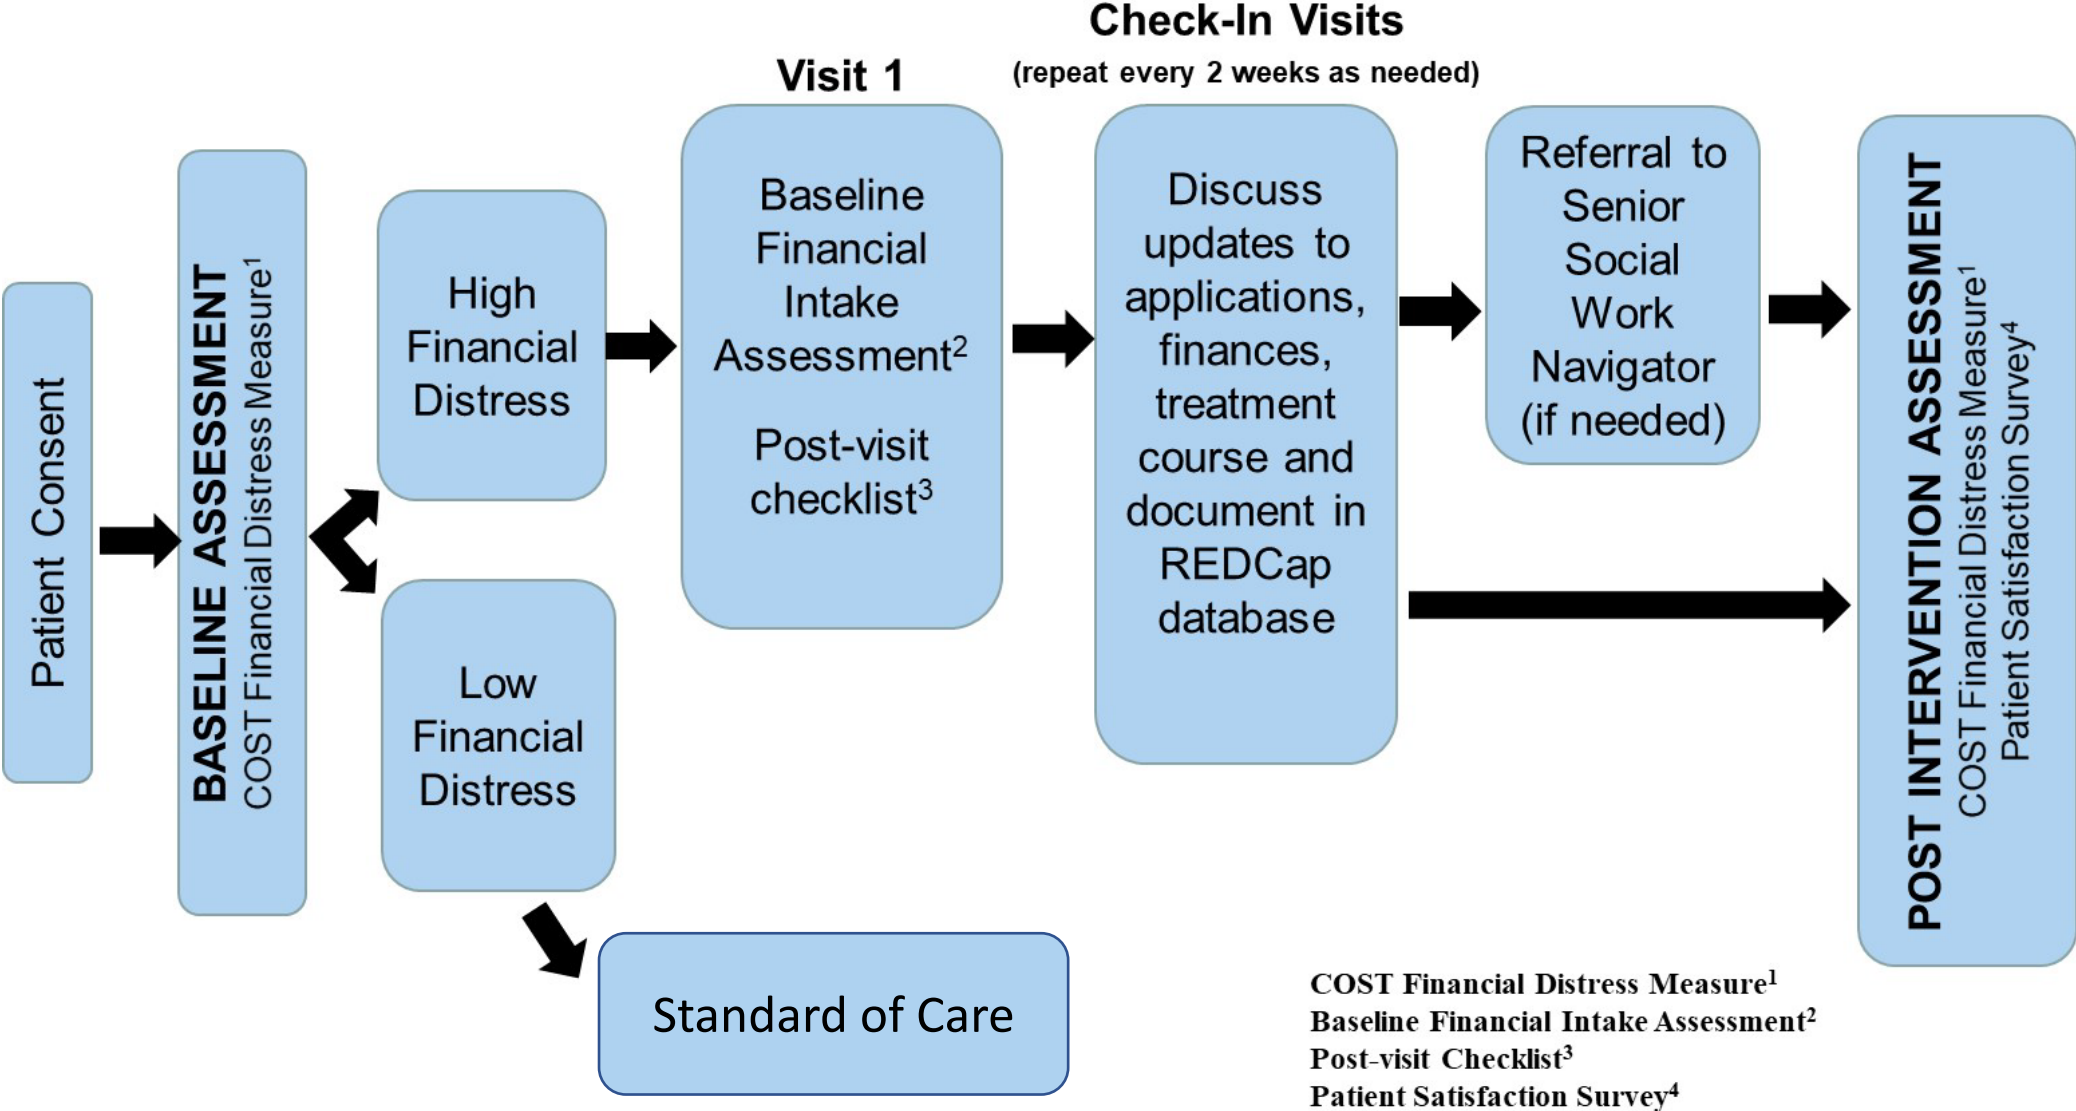 Patient Consent
BASELINE ASSESSMENT
COST Financial Distress Measure¹
High
Financial
Distress
Low
Financial
Distress
Standard of Care
Visit 1
Baseline
Financial
Intake
Assessment²
Post-visit
checklist³
Check-In Visits
(repeat every 2 weeks as needed)
Discuss
updates to
applications,
finances,
treatment
course and
document in
REDCap
database
Referral to
Senior
Social
Work
Navigator
(if needed)
POST INTERVENTION ASSESSMENT
COST Financial Distress Measure¹
Patient Satisfaction Survey⁴
COST Financial Distress Measure¹
Baseline Financial Intake Assessment²
Post-visit Checklist³
Patient Satisfaction Survey⁴